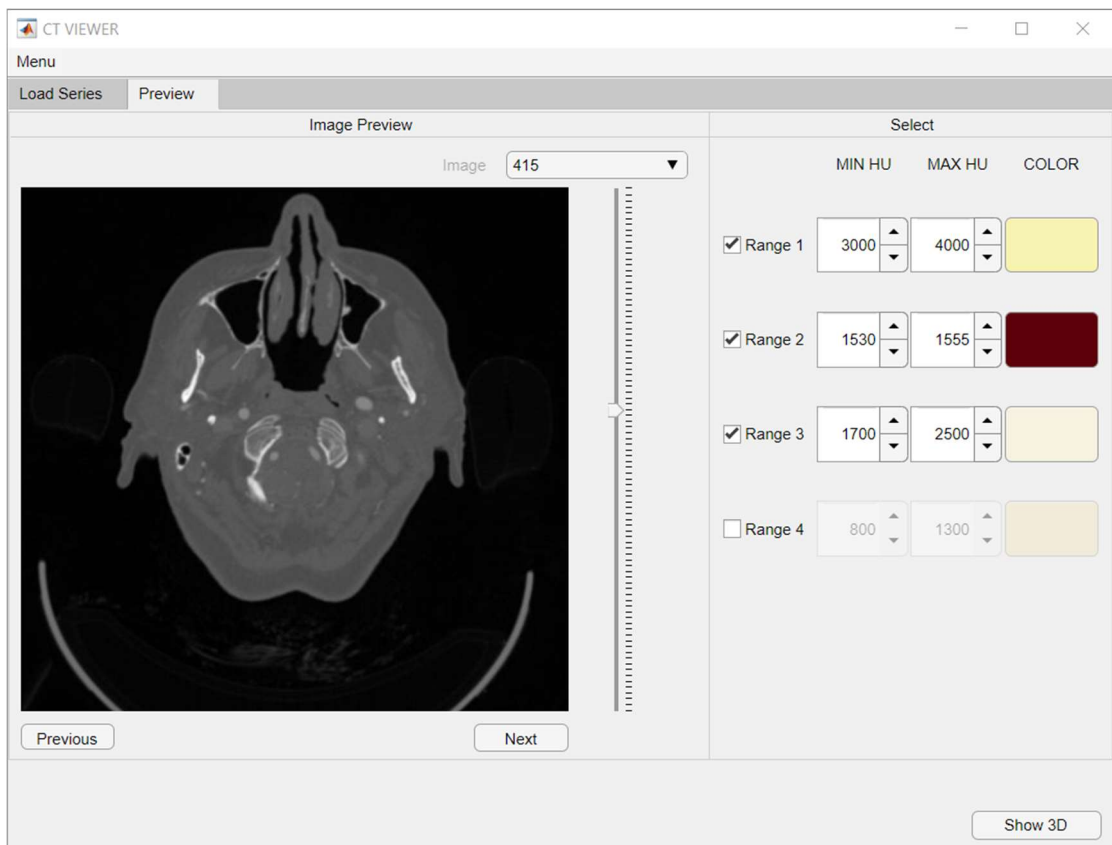 CT VIEWER
Menu
Load Series Preview
Image Preview
Select
Image 415
MIN HU MAX HU COLOR
Range 1 3000 4000
Range 2 1530 1555
Range 3 1700 2500
Range 4 800 1300
Previous Next
Show 3D